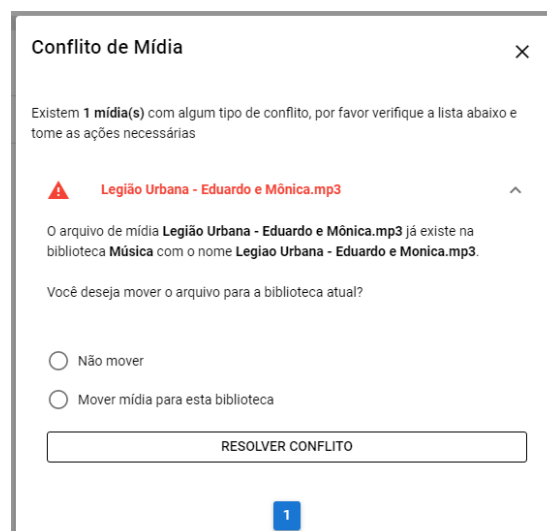 Conflito de Mídia
Existem 1 mídia(s) com algum tipo de conflito, por favor verifique a lista abaixo e
tome as ações necessárias
Legião Urbana - Eduardo e Mônica.mp3
O arquivo de mídia Legião Urbana - Eduardo e Mônica.mp3 já existe na
biblioteca Música com o nome Legiao Urbana - Eduardo e Monica.mp3.
Você deseja mover o arquivo para a biblioteca atual?
Não mover
Mover mídia para esta biblioteca
RESOLVER CONFLITO
1